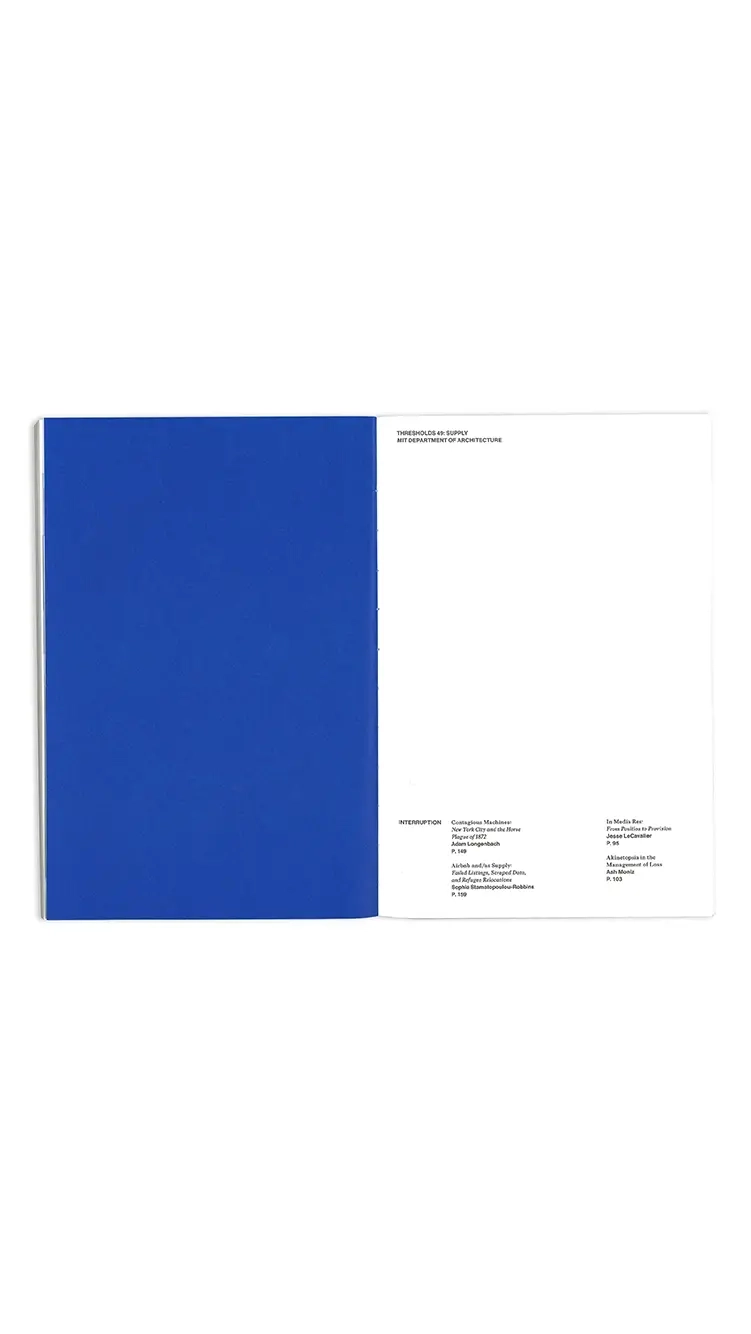 THRESHOLDS 49: SUPPLY
MIT DEPARTMENT OF ARCHITECTURE
INTERRUPTION
Contagious Machines:
New York City and the Horse
Plague of 1872
Adam Longenbach
P. 149
Airbnb and/as Supply:
Failed Listings, Scraped Data,
and Refugee Relocations
Sophia Stamatopoulou-Robbins
P. 159
In Media Res:
From Position to Provision
Jesse LeCavalier
P. 95
Akinetopsia in the
Management of Loss
Ash Moniz
P. 103